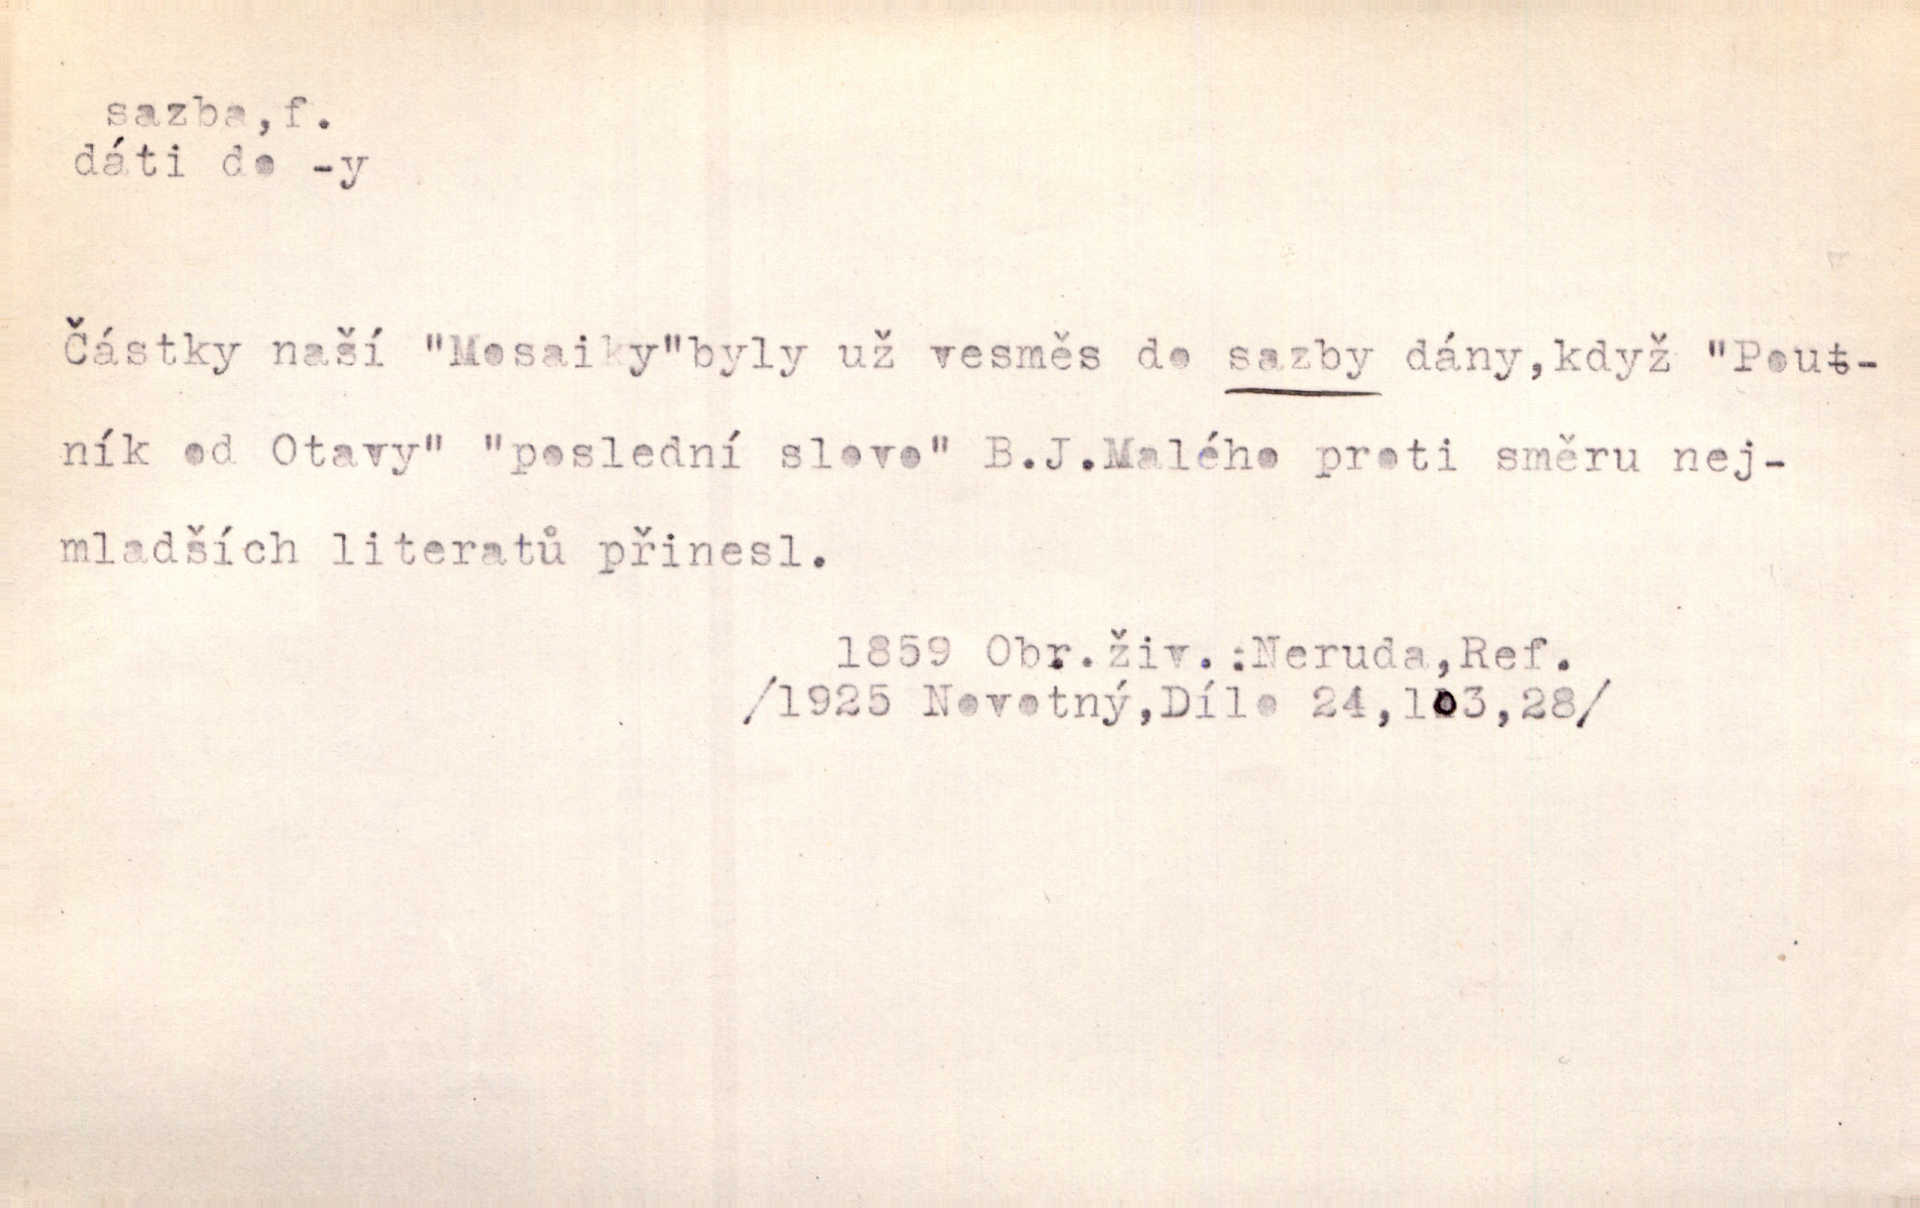 sazba,f.
dáti do -y
Částky naší "Mosaiky"byly už vesměs do sazby dány,když "Pout-
ník od Otavy" "poslední slovo" B.J.Malého proti směru nej-
mladších literatů přinesl.
1859 Obr.živ.:Neruda,Ref.
/1925 Novotný,Dílo 24,103,28/